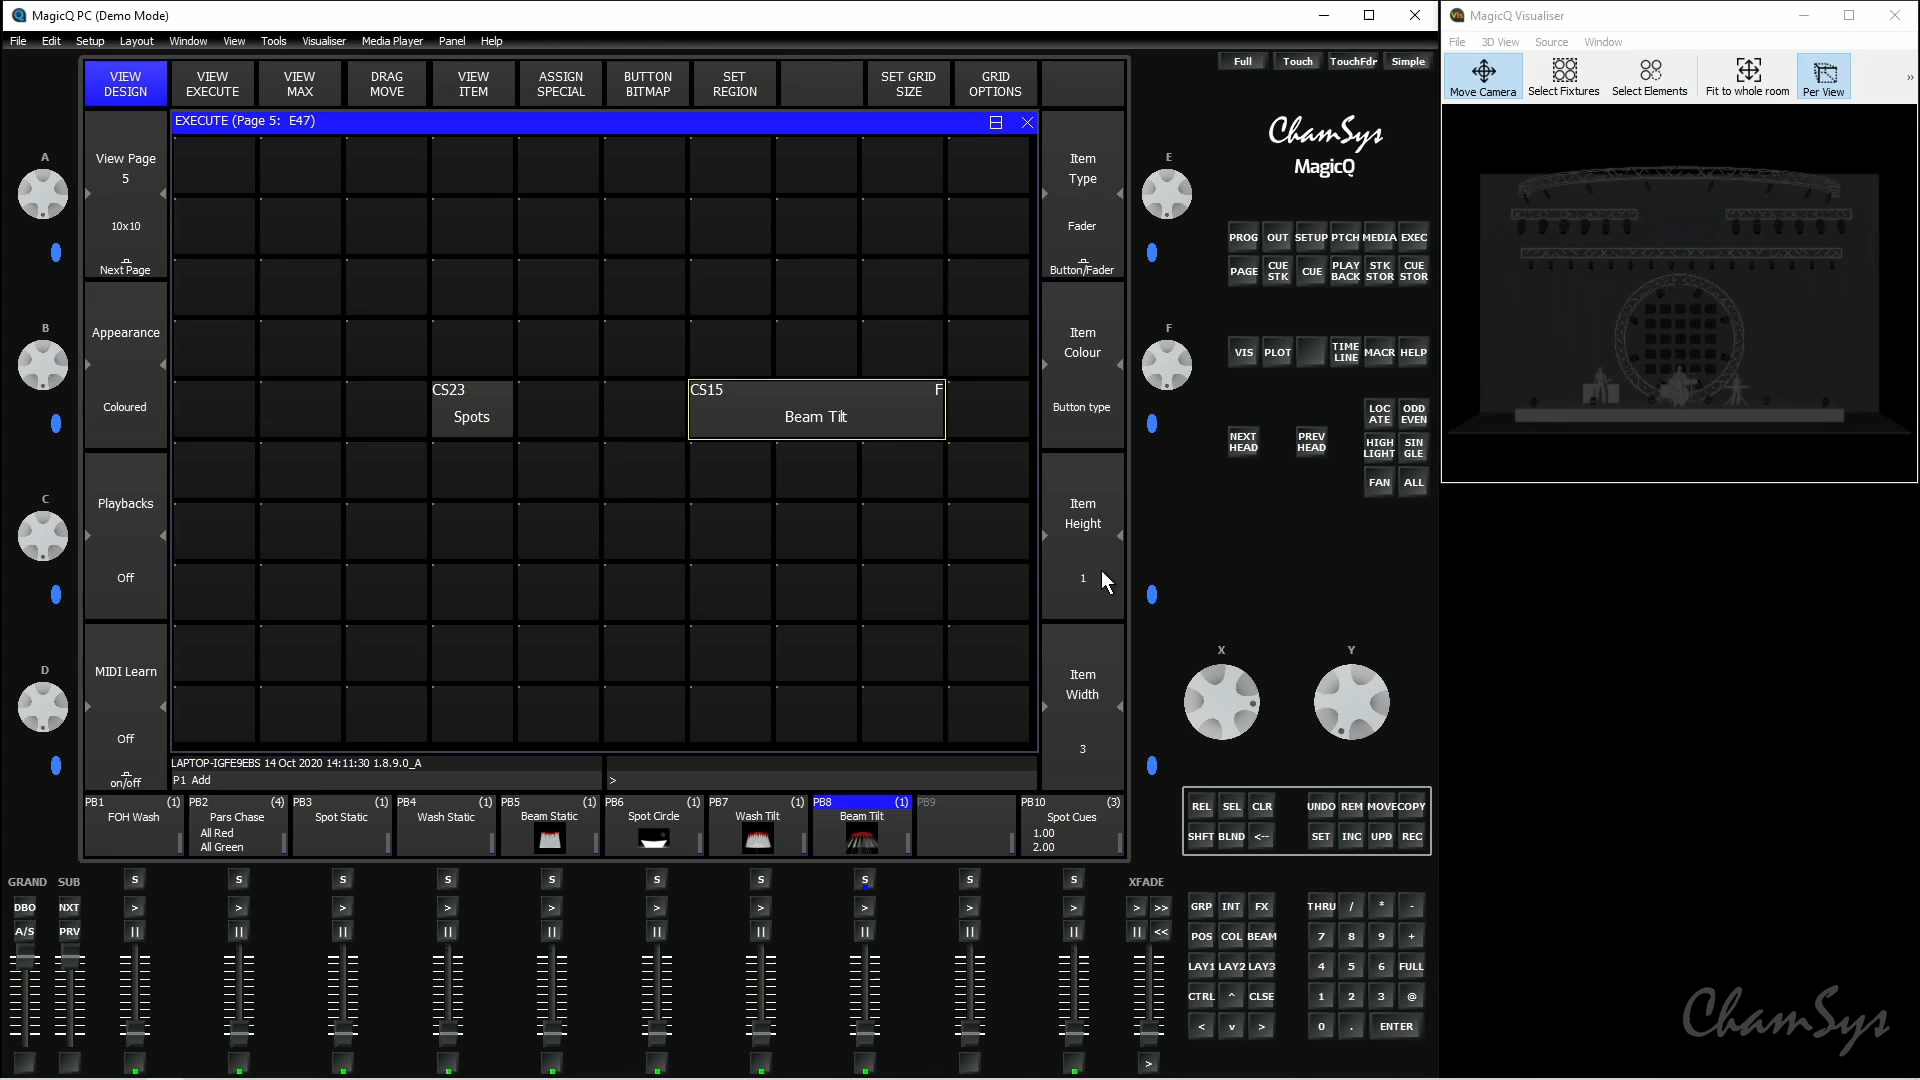 MagicQ PC (Demo Mode)
File Edit Setup Layout Window View Tools Visualiser Media Player Panel Help
VIEW DESIGN
VIEW EXECUTE
VIEW MAX
DRAG MOVE
VIEW ITEM
ASSIGN SPECIAL
BUTTON BITMAP
SET REGION
SET GRID SIZE
GRID OPTIONS
Full Touch TouchFdr Simple
EXECUTE (Page 5: E47)
A
View Page
5
10x10
Next Page
B
Appearance
Coloured
C
Playbacks
Off
D
MIDI Learn
Off
on/off
CS23
Spots
CS15 F
Beam Tilt
Item
Type
Fader
Button/Fader
E
Item
Colour
Button type
F
Item
Height
1
Item
Width
3
ChamSys
MagicQ
PROG OUT SETUP PTCH MEDIA EXEC
PAGE CUE STK CUE PLAY BACK STK STOR CUE STOR
VIS PLOT TIME LINE MACR HELP
LOC ATE ODD EVEN
NEXT HEAD PREV HEAD HIGH LIGHT SIN GLE
FAN ALL
X Y
LAPTOP-IGFE9EBS 14 Oct 2020 14:11:30 1.8.9.0_A
P1 Add
>
PB1 (1)
FOH Wash
PB2 (4)
Pars Chase
All Red
All Green
PB3 (1)
Spot Static
PB4 (1)
Wash Static
PB5 (1)
Beam Static
PB6 (1)
Spot Circle
PB7 (1)
Wash Tilt
PB8 (1)
Beam Tilt
PB9
PB10 (3)
Spot Cues
1.00
2.00
REL SEL CLR UNDO REM MOVE COPY
SHFT BLND <-- SET INC UPD REC
GRAND SUB
DBO NXT
A/S PRV
S S S S S S S S S S
> > > > > > > > > >
XFADE
> >>
<<
>
GRP INT FX THRU / * -
POS COL BEAM 7 8 9 +
LAY1 LAY2 LAY3 4 5 6 FULL
CTRL ^ CLSE 1 2 3 @
< v > 0 . ENTER
Vis MagicQ Visualiser
File 3D View Source Window
Move Camera Select Fixtures Select Elements Fit to whole room Per View »
ChamSys